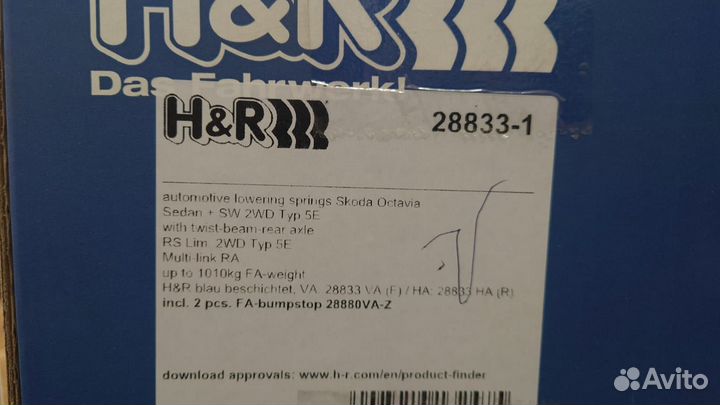 H&R
Das Fahrwerk!
H&R
28833-1
automotive lowering springs Skoda Octavia
Sedan + SW 2WD Typ 5E
with twist-beam-rear axle
RS Lim. 2WD Typ 5E
Multi-link RA
up to 1010kg FA-weight
H&R blau beschichtet, VA: 28833 VA (F) / HA: 28833 HA (R)
incl. 2 pcs. FA-bumpstop 28880VA-Z
download approvals: www.h-r.com/en/product-finder
Avito